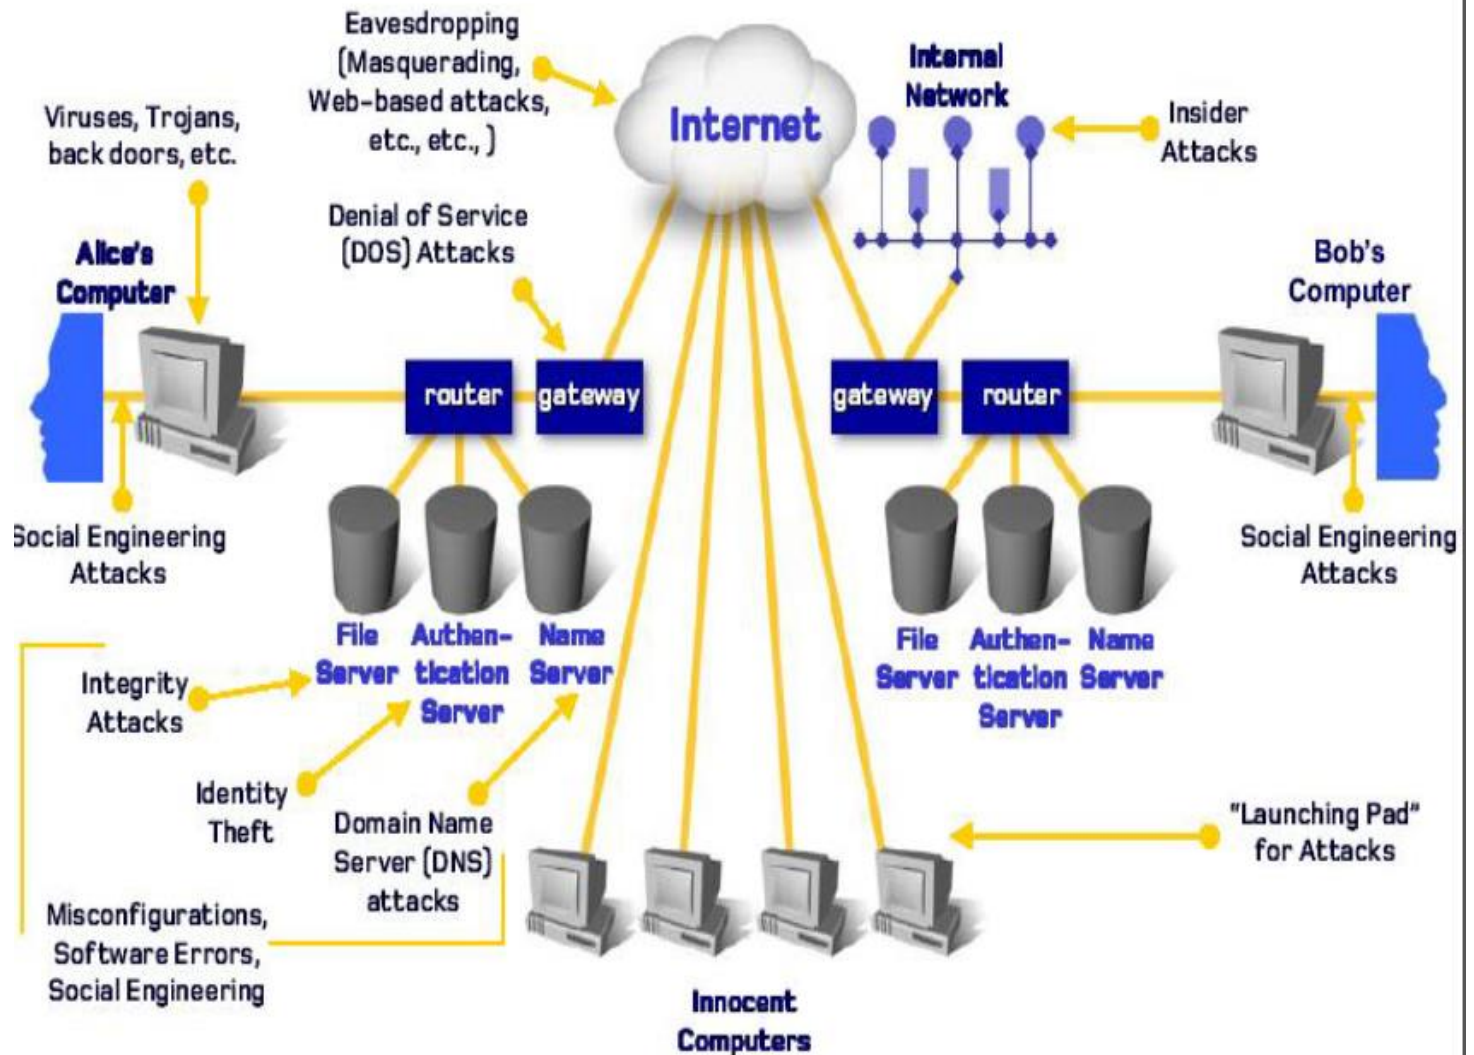 Eavesdropping
(Masquerading,
Web-based attacks,
etc., etc., )
Internet
Internal
Network
Insider
Attacks
Viruses, Trojans,
back doors, etc.
Denial of Service
(DOS) Attacks
Alice's
Computer
Bob's
Computer
router
gateway
gateway
router
Social Engineering
Attacks
Social Engineering
Attacks
File
Server
Authen-
tication
Server
Name
Server
File
Server
Authen-
tication
Server
Name
Server
Integrity
Attacks
Identity
Theft
Domain Name
Server (DNS)
attacks
"Launching Pad"
for Attacks
Misconfigurations,
Software Errors,
Social Engineering
Innocent
Computers